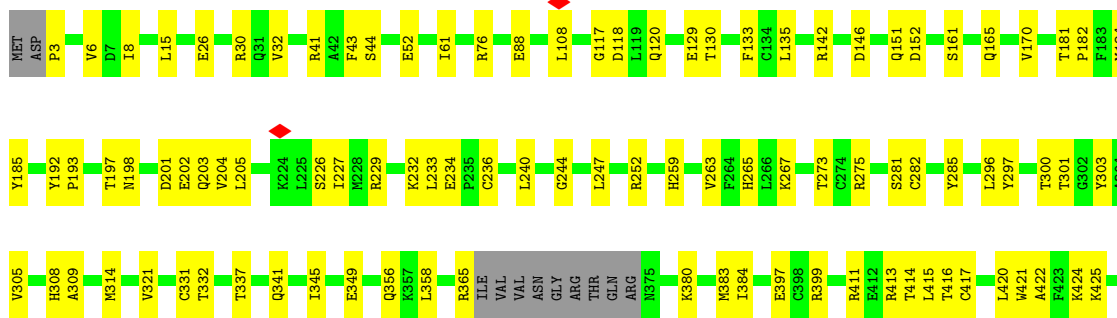 MET ASP P3 V6 D7 I8 L15 E26 R30 Q31 V32 R41 A42 F43 S44 E52 I61 R76 E88 L108 G117 D118 L119 Q120 E129 T130 F133 C134 L135 R142 D146 Q151 D152 S161 Q165 V170 T181 P182 F183
Y185 Y192 P193 T197 N198 D201 E202 Q203 V204 L205 K224 L225 S226 I227 M228 R229 K232 L233 E234 P235 C236 L240 G244 L247 R252 H259 V263 F264 H265 L266 K267 T273 C274 R275 S281 C282 Y285 L296 Y297 T300 T301 G302 Y303
V305 H308 A309 M314 V321 C331 T332 T337 Q341 I345 E349 Q356 K357 L358 R365 ILE VAL VAL ASN GLY ARG THR GLN ARG N375 K380 M383 I384 E397 C398 R399 R411 E412 R413 T414 L415 T416 C417 L420 W421 A422 F423 K424 K425